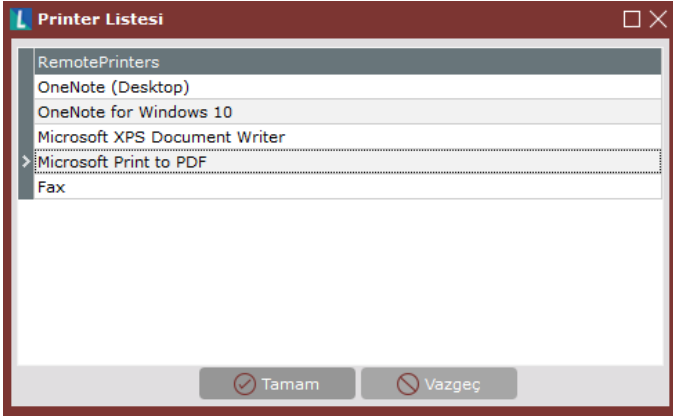 Printer Listesi
RemotePrinters
OneNote (Desktop)
OneNote for Windows 10
Microsoft XPS Document Writer
Microsoft Print to PDF
Fax
Tamam
Vazgeç